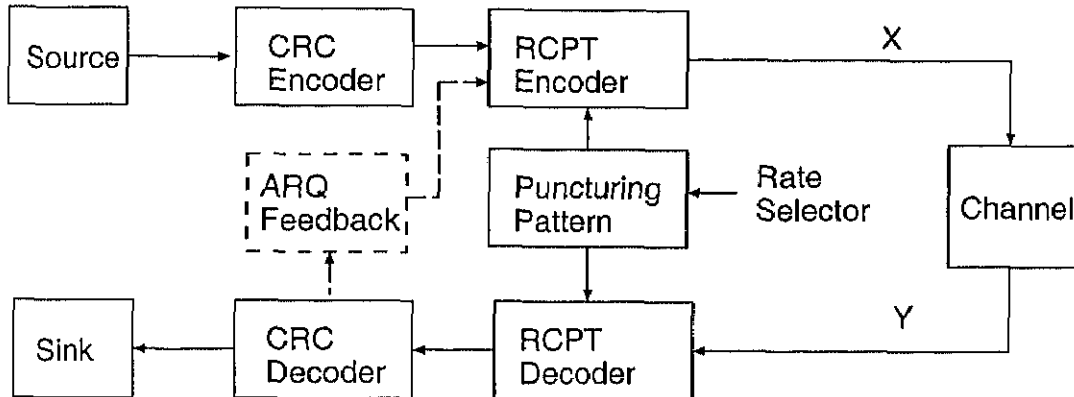 Source
CRC
Encoder
RCPT
Encoder
X
ARQ
Feedback
Puncturing
Pattern
Rate
Selector
Channel
Sink
CRC
Decoder
RCPT
Decoder
Y